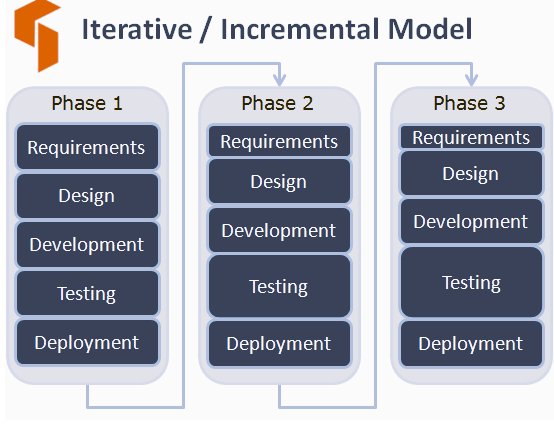 Iterative / Incremental Model
Phase 1
Requirements
Design
Development
Testing
Deployment
Phase 2
Requirements
Design
Development
Testing
Deployment
Phase 3
Requirements
Design
Development
Testing
Deployment